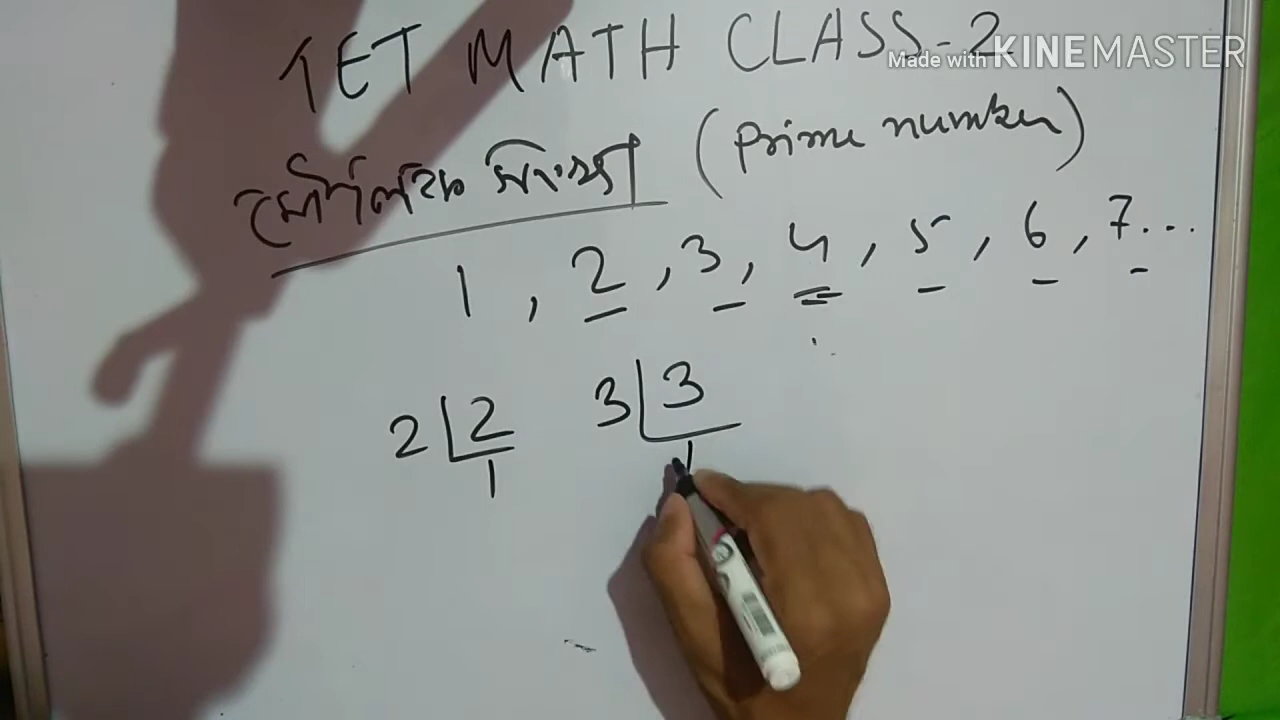 TET MATH CLASS-2
Made with KINEMASTER
মৌলিক সংখ্যা (Prime number)
1, 2, 3, 4, 5, 6, 7...
2 2 3 3
1 1